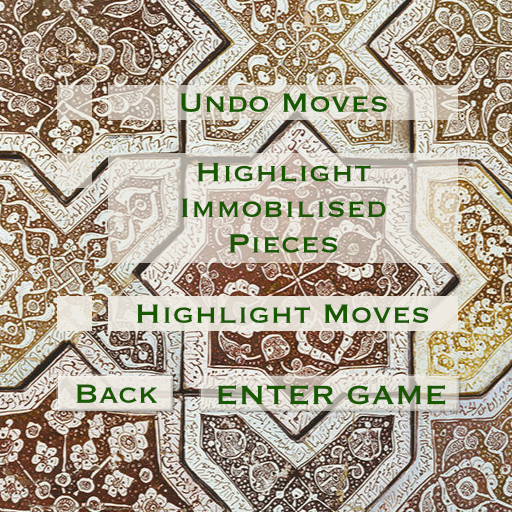 Undo Moves
Highlight
Immobilised
Pieces
Highlight Moves
Back
ENTER GAME